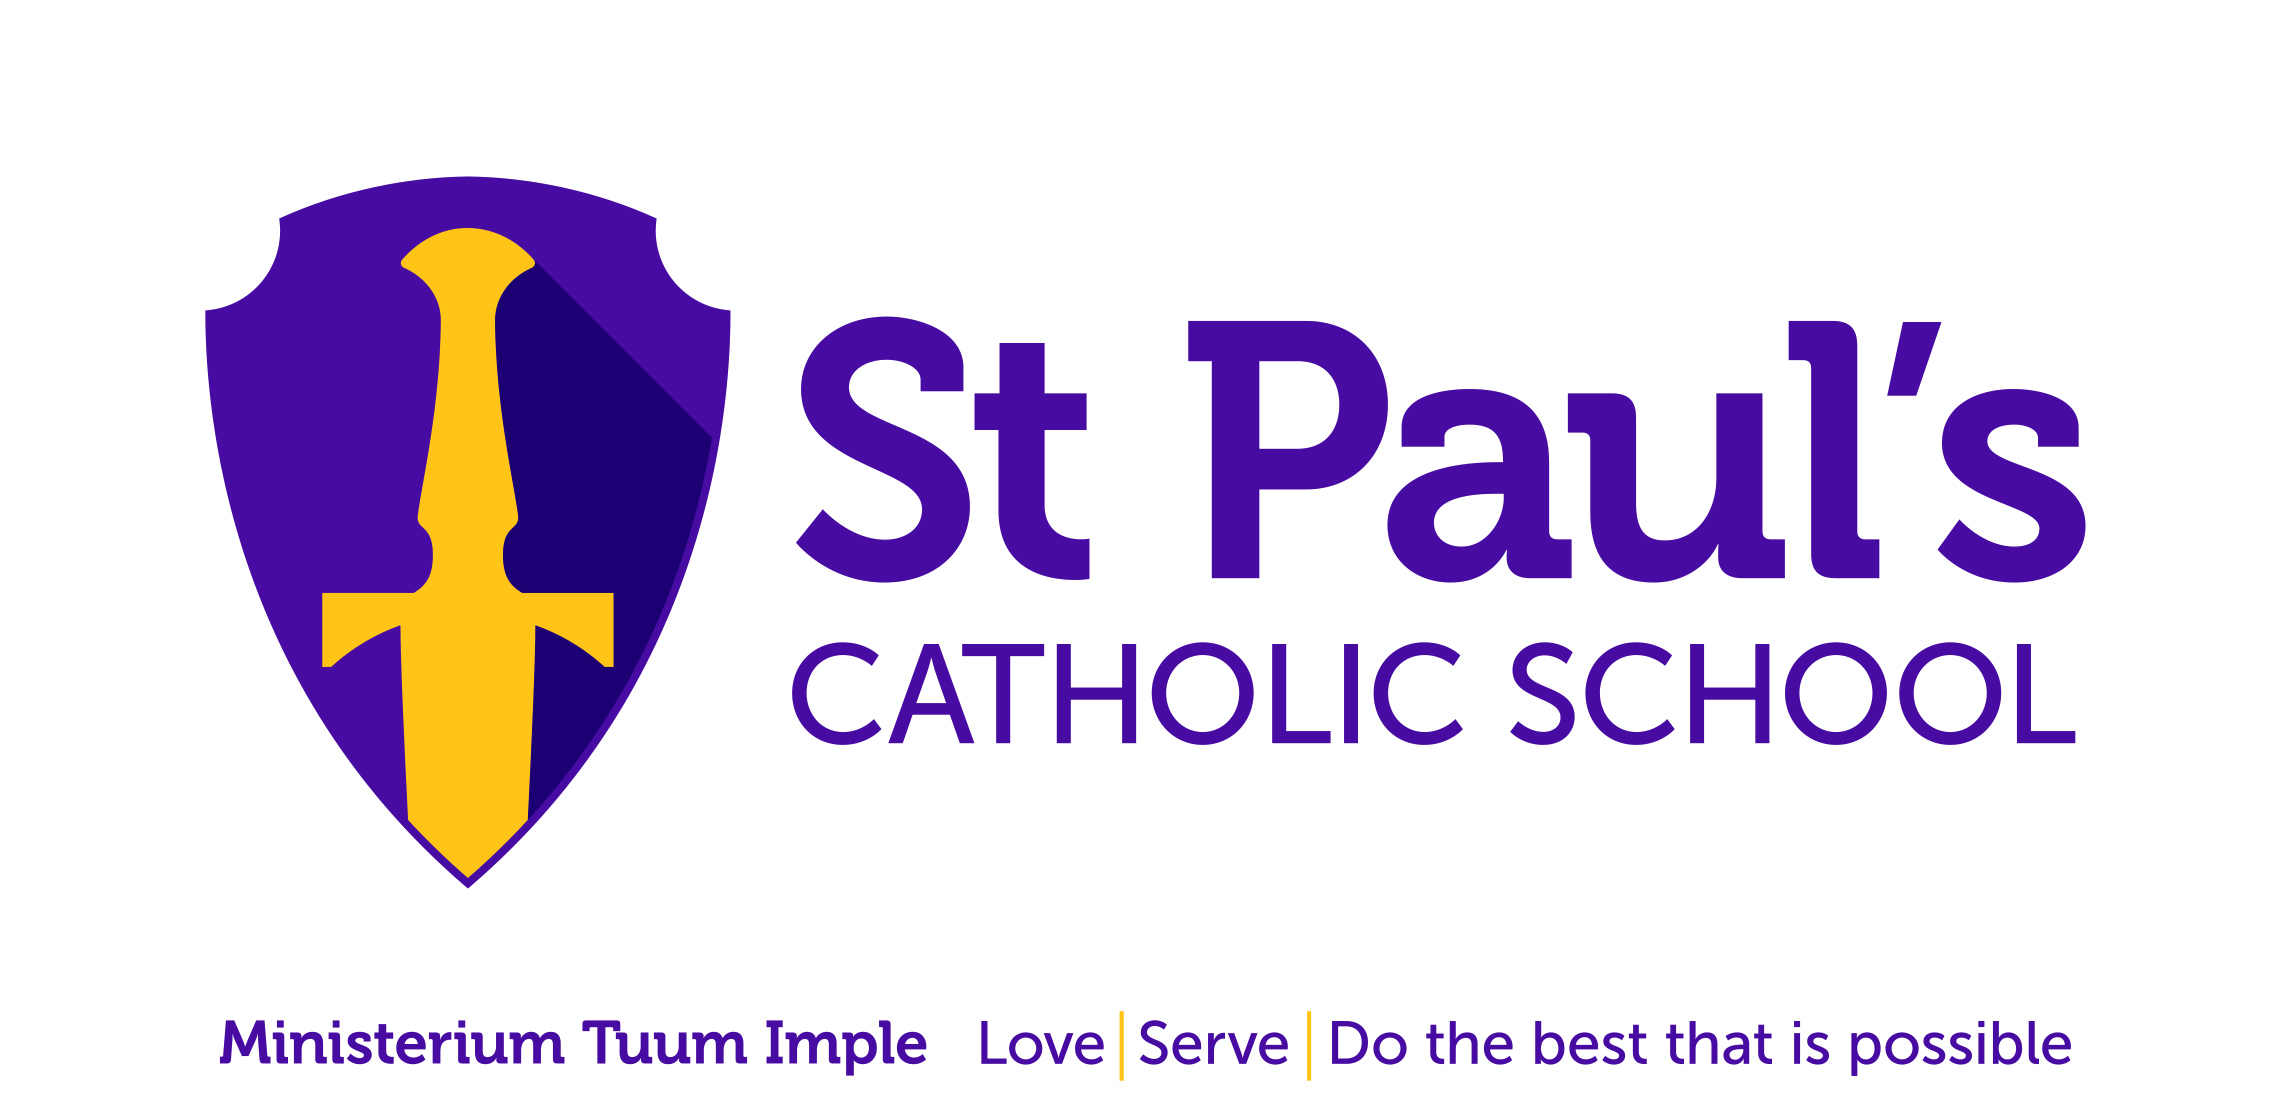 St Paul's
CATHOLIC SCHOOL
Ministerium Tuum Imple Love|Serve|Do the best that is possible